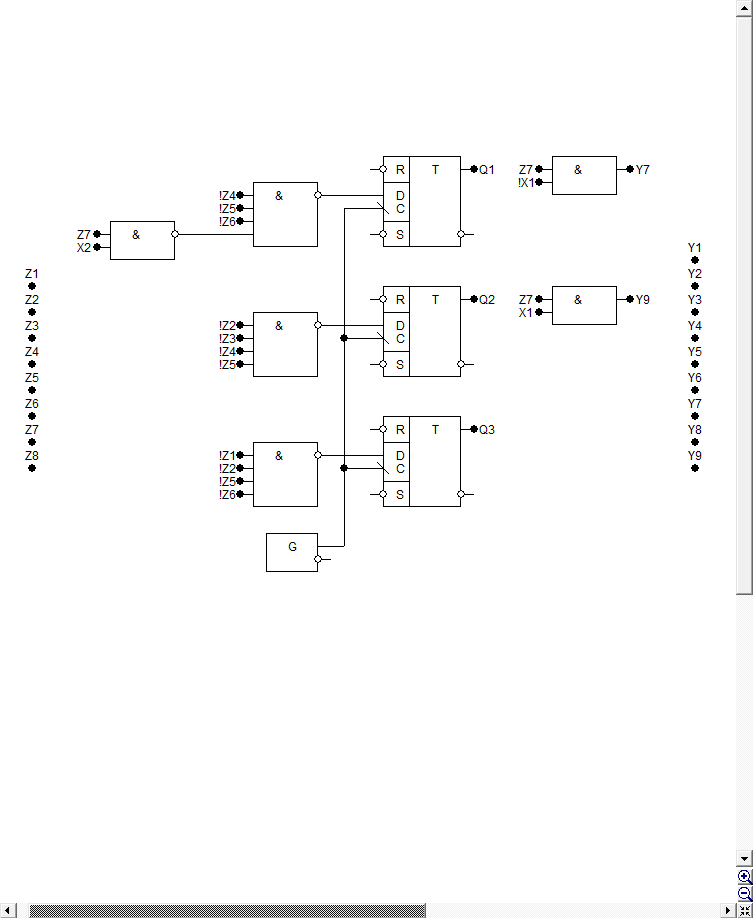 R T Q1 Z7 & Y7
!Z4 & D !X1
!Z5 C
!Z6
Z7 & S
X2 Y1
Z1 Y2
Z2 R T Q2 Z7 & Y9 Y3
X1
Z3 !Z2 & D Y4
!Z3 C
Z4 !Z4 Y5
!Z5 S
Z5 Y6
Z6 Y7
Z7 R T Q3 Y8
Z8 !Z1 & D Y9
!Z2 C
!Z5
!Z6 S
G